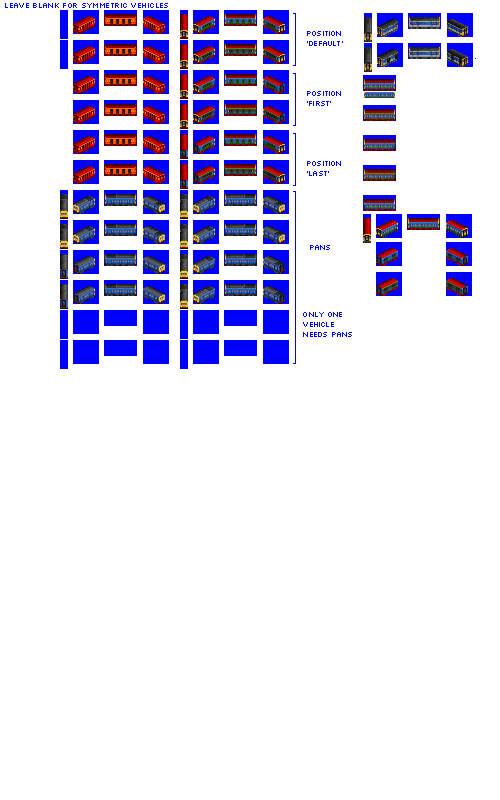 LEAVE BLANK FOR SYMMETRIC VEHICLES
POSITION
'DEFAULT'
POSITION
'FIRST'
POSITION
'LAST'
PANS
ONLY ONE
VEHICLE
NEEDS PANS